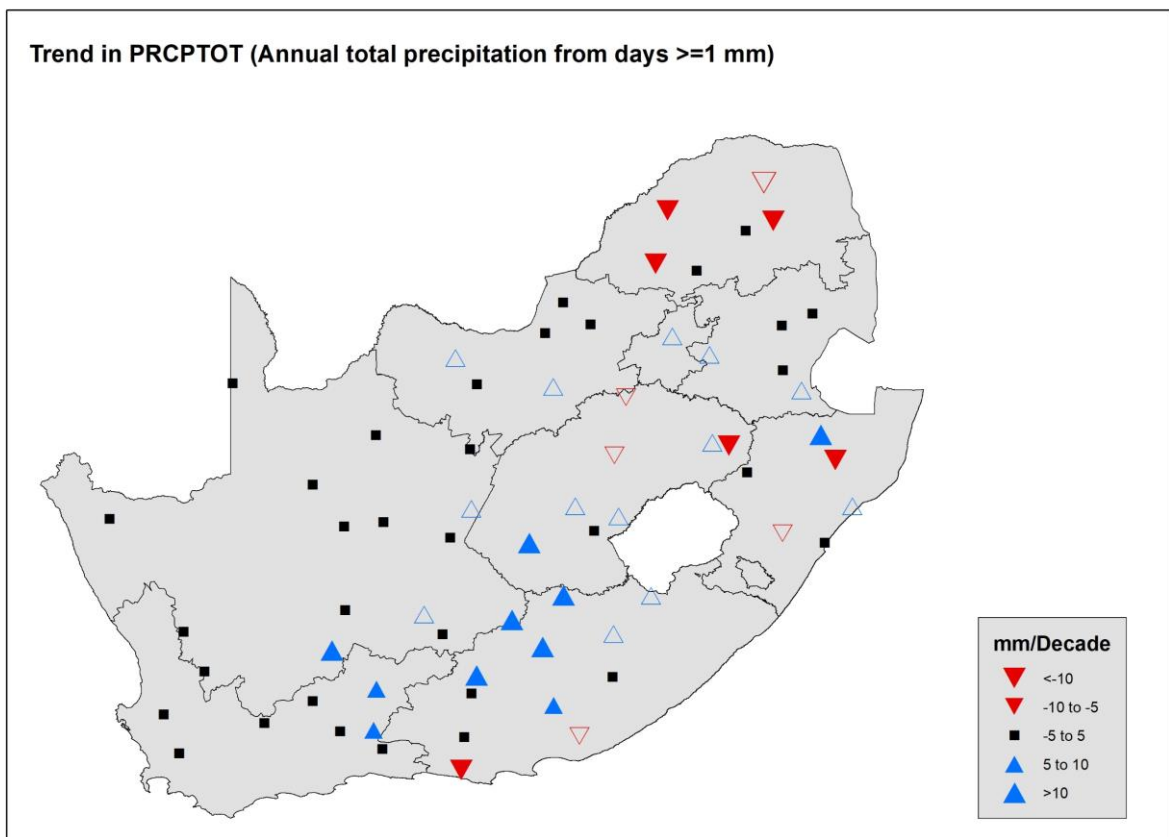 Trend in PRCPTOT (Annual total precipitation from days >=1 mm)
mm/Decade
<-10
-10 to -5
-5 to 5
5 to 10
>10